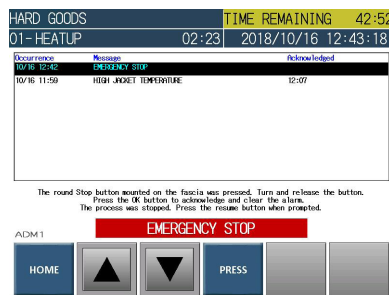 HARD GOODS TIME REMAINING 42:52
01-HEATUP 02:23 2018/10/16 12:43:18
Occurrence Message Acknowledged
10/16 12:42 EMERGENCY STOP
10/16 11:59 HIGH JACKET TEMPERATURE 12:07
The round Stop button mounted on the fascia was pressed. Turn and release the button.
Press the OK button to acknowledge and clear the alarm.
The process was stopped. Press the resume button when prompted.
EMERGENCY STOP
ADM1
HOME PRESS